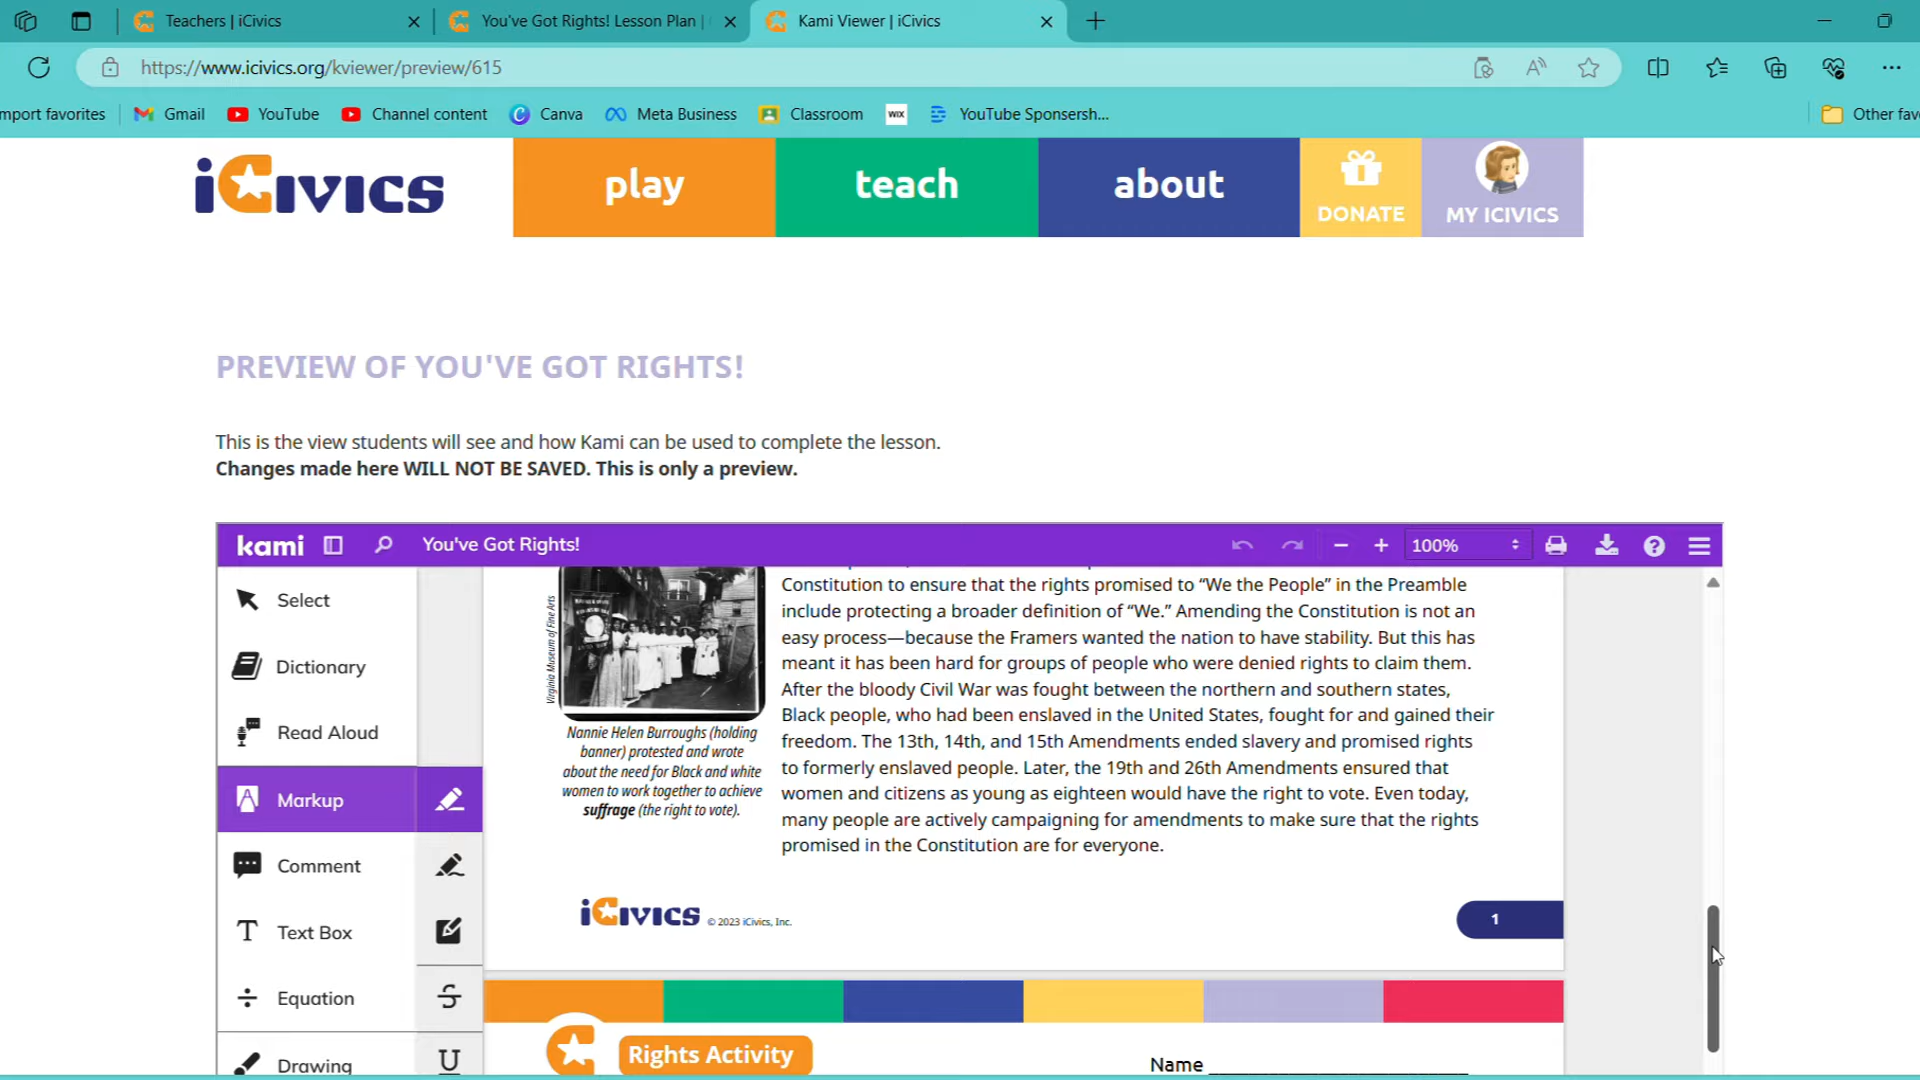 Teachers | iCivics
You've Got Rights! Lesson Plan |
Kami Viewer | iCivics
https://www.icivics.org/kviewer/preview/615
mport favorites
Gmail
YouTube
Channel content
Canva
Meta Business
Classroom
WIX
YouTube Sponsersh...
Other fav
iCivics
play
teach
about
DONATE
MY ICIVICS
PREVIEW OF YOU'VE GOT RIGHTS!
This is the view students will see and how Kami can be used to complete the lesson.
Changes made here WILL NOT BE SAVED. This is only a preview.
kami
You've Got Rights!
100%
Select
Dictionary
Read Aloud
Markup
Comment
Text Box
Equation
Drawing
Virginia Museum of Fine Arts
Nannie Helen Burroughs (holding
banner) protested and wrote
about the need for Black and white
women to work together to achieve
suffrage (the right to vote).
Constitution to ensure that the rights promised to “We the People” in the Preamble
include protecting a broader definition of “We.” Amending the Constitution is not an
easy process—because the Framers wanted the nation to have stability. But this has
meant it has been hard for groups of people who were denied rights to claim them.
After the bloody Civil War was fought between the northern and southern states,
Black people, who had been enslaved in the United States, fought for and gained their
freedom. The 13th, 14th, and 15th Amendments ended slavery and promised rights
to formerly enslaved people. Later, the 19th and 26th Amendments ensured that
women and citizens as young as eighteen would have the right to vote. Even today,
many people are actively campaigning for amendments to make sure that the rights
promised in the Constitution are for everyone.
iCivics © 2023 iCivics, Inc.
1
Rights Activity
Name